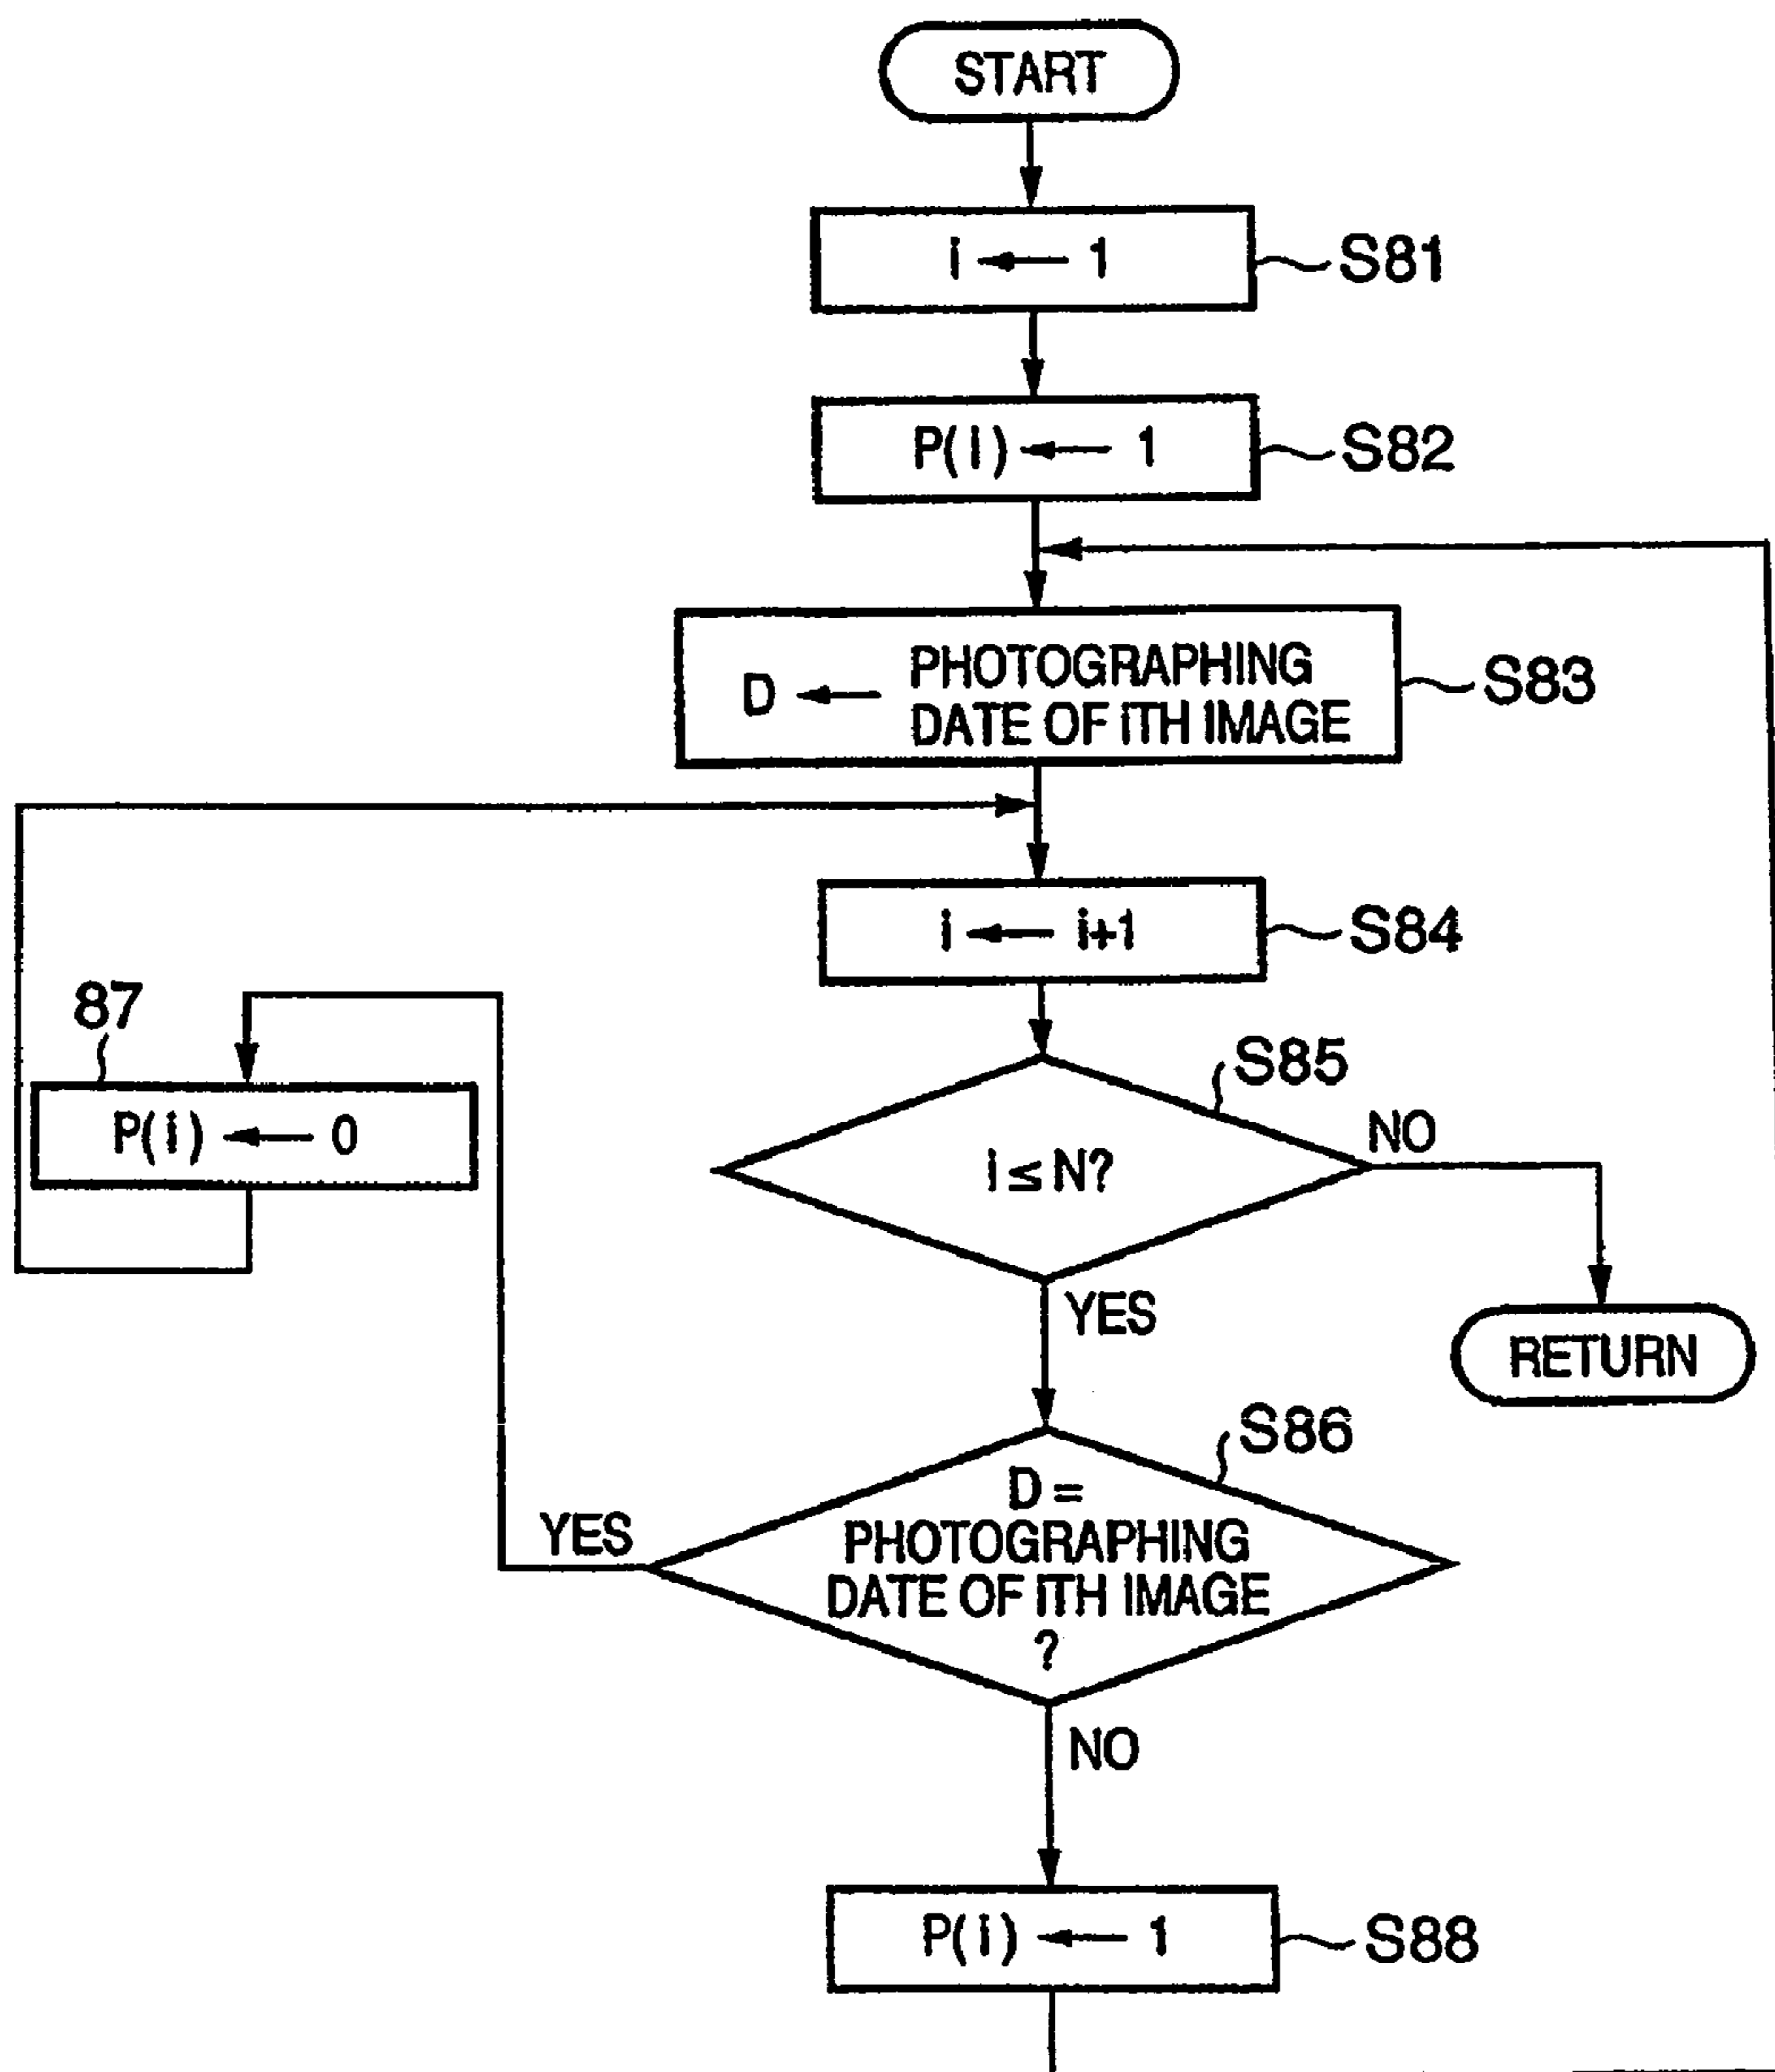 START
i ← 1
S81
P(i) ← 1
S82
D ← PHOTOGRAPHING
DATE OF iTH IMAGE
S83
i ← i+1
S84
87
P(i) ← 0
S85
i ≤ N?
NO
YES
RETURN
S86
D =
PHOTOGRAPHING
DATE OF iTH IMAGE
?
YES
NO
P(i) ← 1
S88